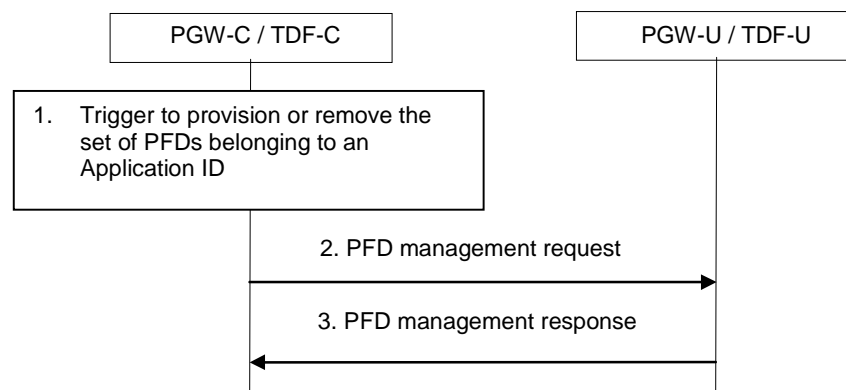 PGW-C / TDF-C
PGW-U / TDF-U
1. Trigger to provision or remove the
set of PFDs belonging to an
Application ID
2. PFD management request
3. PFD management response